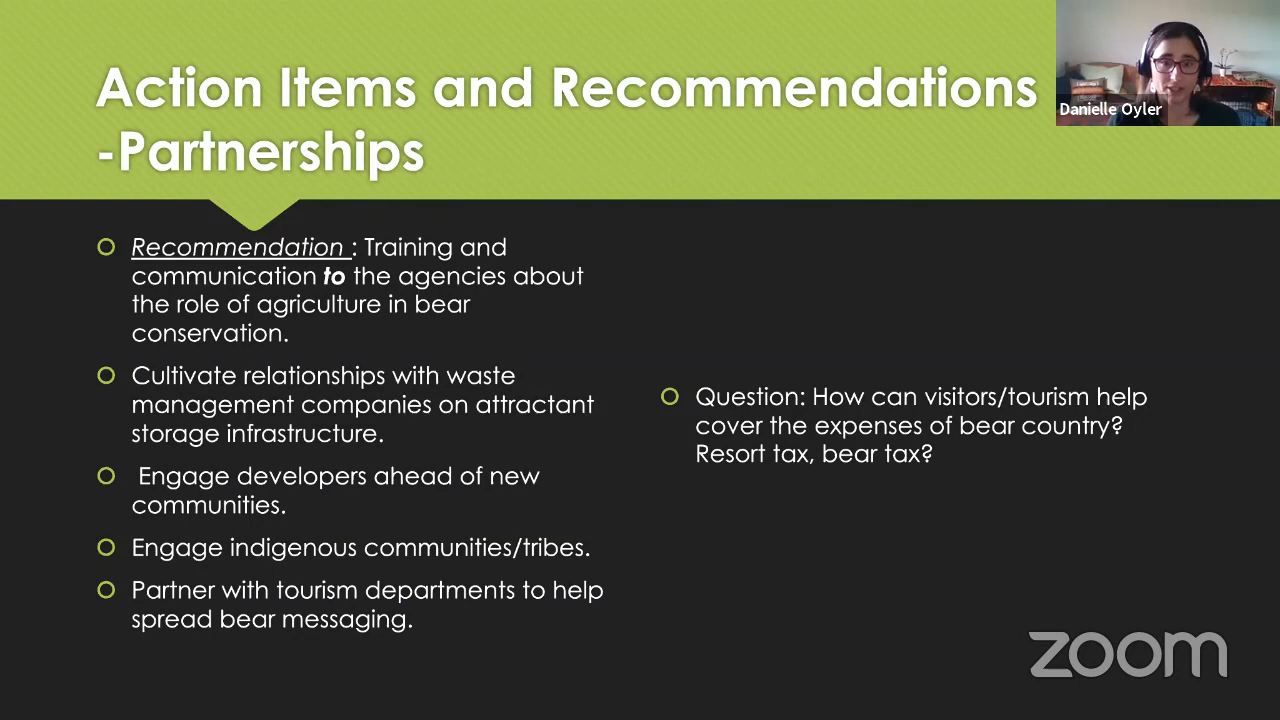 Action Items and Recommendations
-Partnerships
Danielle Oyler
Recommendation : Training and
communication to the agencies about
the role of agriculture in bear
conservation.
Cultivate relationships with waste
management companies on attractant
storage infrastructure.
Engage developers ahead of new
communities.
Engage indigenous communities/tribes.
Partner with tourism departments to help
spread bear messaging.
Question: How can visitors/tourism help
cover the expenses of bear country?
Resort tax, bear tax?
zoom